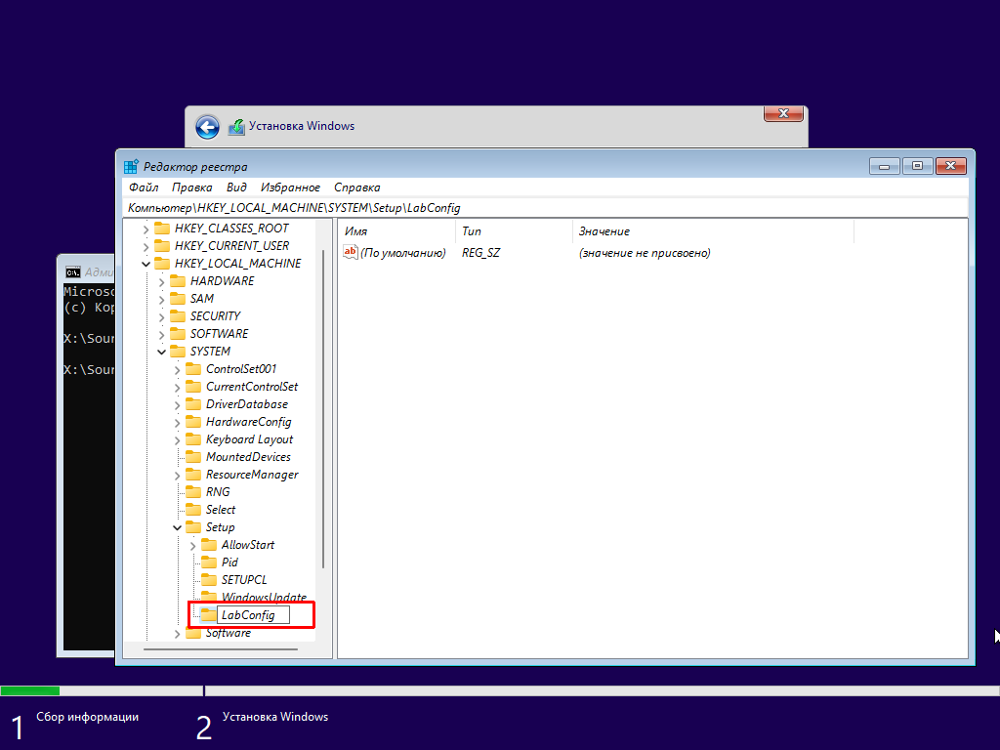 Установка Windows
Редактор реестра
Файл Правка Вид Избранное Справка
Компьютер\HKEY_LOCAL_MACHINE\SYSTEM\Setup\LabConfig
HKEY_CLASSES_ROOT
HKEY_CURRENT_USER
HKEY_LOCAL_MACHINE
HARDWARE
SAM
SECURITY
SOFTWARE
SYSTEM
ControlSet001
CurrentControlSet
DriverDatabase
HardwareConfig
Keyboard Layout
MountedDevices
ResourceManager
RNG
Select
Setup
AllowStart
Pid
SETUPCL
WindowsUpdate
LabConfig
Software
Имя Тип Значение
ab (По умолчанию) REG_SZ (значение не присвоено)
C:\. Адми
Microso
(c) Кор
X:\Sour
X:\Sour
1 Сбор информации
2 Установка Windows